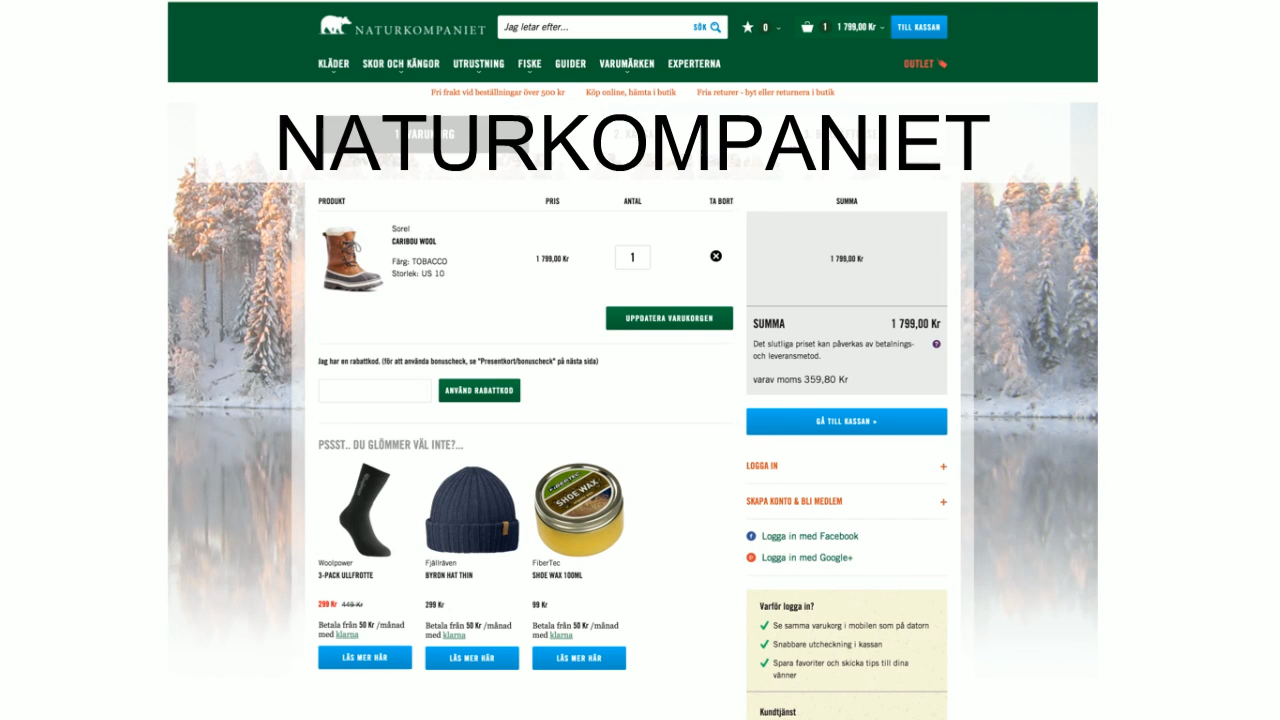 NATURKOMPANIET
Jag letar efter...
SÖK
0
1 1 799,00 Kr
TILL KASSAN
KLÄDER SKOR OCH KÄNGOR UTRUSTNING FISKE GUIDER VARUMÄRKEN EXPERTERNA OUTLET
Fri frakt vid beställningar över 500 kr Köp online, hämta i butik Fria returer - byt eller returnera i butik
NATURKOMPANIET
PRODUKT PRIS ANTAL TA BORT SUMMA
Sorel
CARIBOU WOOL
Färg: TOBACCO
Storlek: US 10
1 799,00 Kr 1 1 799,00 Kr
UPPDATERA VARUKORGEN
SUMMA 1 799,00 Kr
Det slutliga priset kan påverkas av betalnings-
och leveransmetod.
varav moms 359,80 Kr
Jag har en rabattkod. (för att använda bonuscheck, se "Presentkort/bonuscheck" på nästa sida)
ANVÄND RABATTKOD
GÅ TILL KASSAN »
PSSST.. DU GLÖMMER VÄL INTE?...
Woolpower
3-PACK ULLFROTTE
299 Kr 449 Kr
Betala från 50 Kr /månad
med klarna
LÄS MER HÄR
Fjällräven
BYRON HAT THIN
299 Kr
Betala från 50 Kr /månad
med klarna
LÄS MER HÄR
FIBERTEC
SHOE WAX
FiberTec
SHOE WAX 100ML
99 Kr
Betala från 50 Kr /månad
med klarna
LÄS MER HÄR
LOGGA IN +
SKAPA KONTO & BLI MEDLEM +
Logga in med Facebook
Logga in med Google+
Varför logga in?
Se samma varukorg i mobilen som på datorn
Snabbare utcheckning i kassan
Spara favoriter och skicka tips till dina
vänner
Kundtjänst